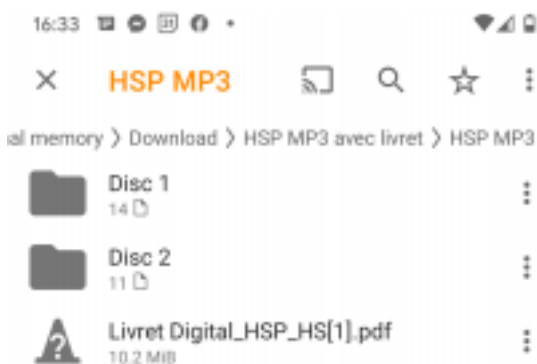 16:33
HSP MP3
al memory > Download > HSP MP3 avec livret > HSP MP3
Disc 1
14
Disc 2
11
Livret Digital_HSP_HS[1].pdf
10.2 MiB